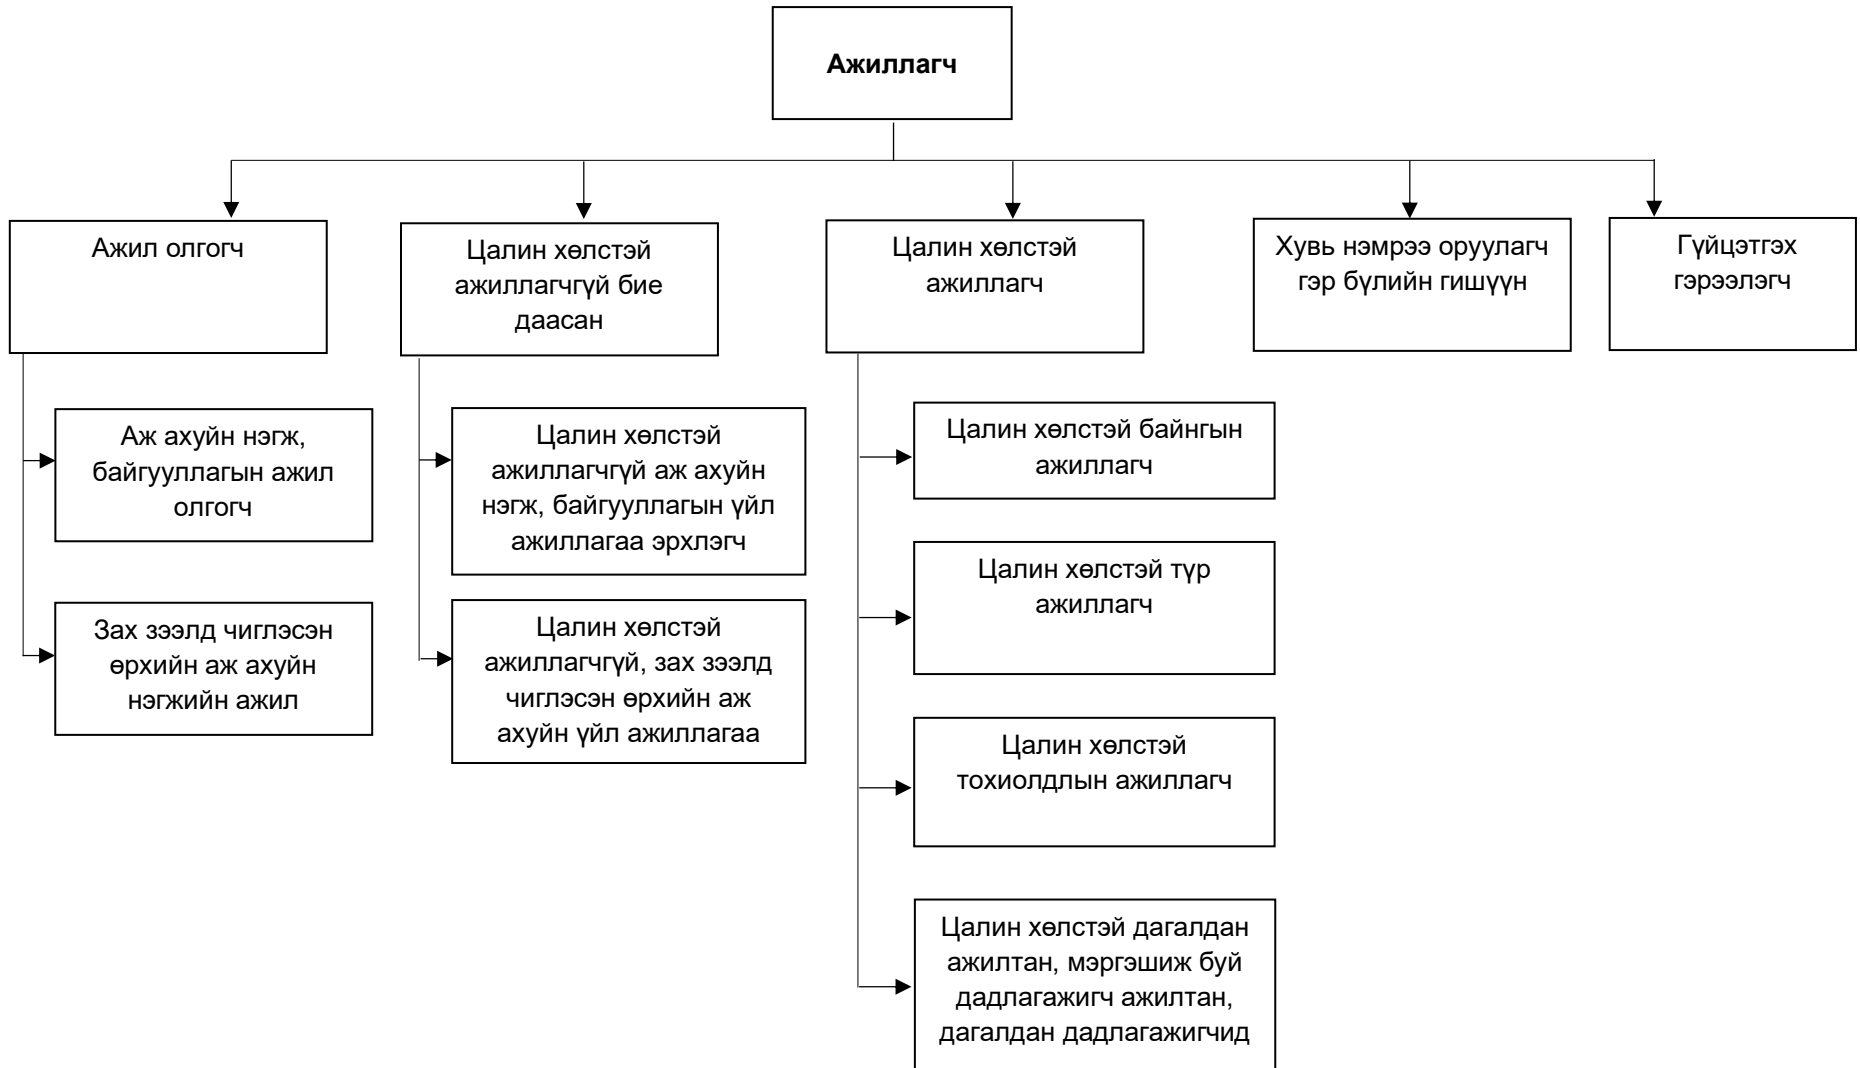 Ажиллагч
Ажил олгогч
Цалин хөлстэй
ажиллагчгүй бие
даасан
Цалин хөлстэй
ажиллагч
Хувь нэмрээ оруулагч
гэр бүлийн гишүүн
Гүйцэтгэх
гэрээлэгч
Аж ахуйн нэгж,
байгууллагын ажил
олгогч
Зах зээлд чиглэсэн
өрхийн аж ахуйн
нэгжийн ажил
Цалин хөлстэй
ажиллагчгүй аж ахуйн
нэгж, байгууллагын үйл
ажиллагаа эрхлэгч
Цалин хөлстэй
ажиллагчгүй, зах зээлд
чиглэсэн өрхийн аж
ахуйн үйл ажиллагаа
Цалин хөлстэй байнгын
ажиллагч
Цалин хөлстэй түр
ажиллагч
Цалин хөлстэй
тохиолдлын ажиллагч
Цалин хөлстэй дагалдан
ажилтан, мэргэшиж буй
дадлагажигч ажилтан,
дагалдан дадлагажигчид